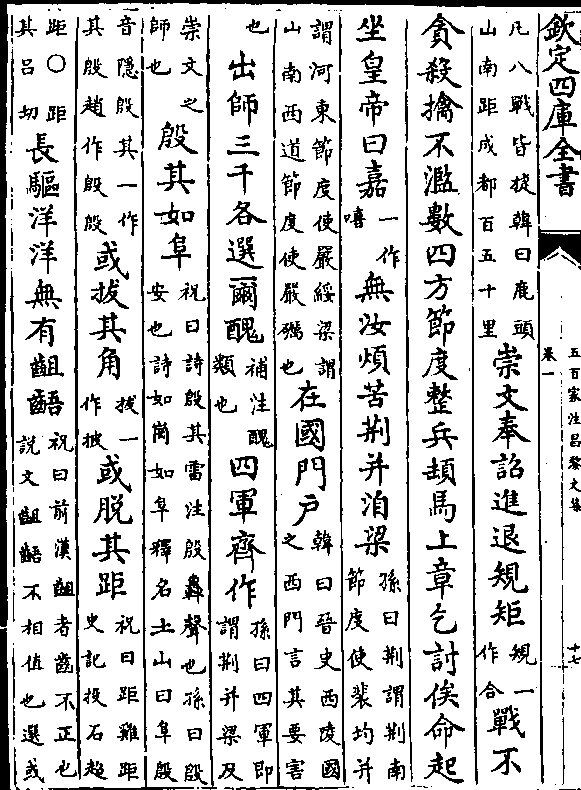 欽定四庫全書
五百家注昌黎文集
卷一
十七
凡八戰皆捷韓曰鹿頭
山南距成都百五十里
崇文奉詔進退規矩
規一
作合
戰不
貪殺擒不濫數四方節度整兵頓馬上章乞討俟命起
坐皇帝曰嘉
一作
嘻
無汝煩苦荆并洎梁
孫曰荆謂荆南
節度使裴均并
謂河東節度使嚴綬梁謂
山南西道節度使嚴礪也
在國門戶
韓曰晉史西陵國
之西門言其要害
也
出師三千各選爾醜
補注醜
類也
四軍齊作
孫曰四軍即
謂荆并梁及
崇文之
師也
殷其如阜
祝曰詩殷其雷注殷轟聲也孫曰殷
安也詩如崗如阜釋名土山曰阜殷
音隱殷其一作
其殷趙作殷殷
或拔其角
拔一
作披
或脱其距
祝曰距雞距
史記投石超
距○距
其呂切
長驅洋洋無有齟齬
祝曰前漢齟者齒不正也
説文齟齬不相值也選或